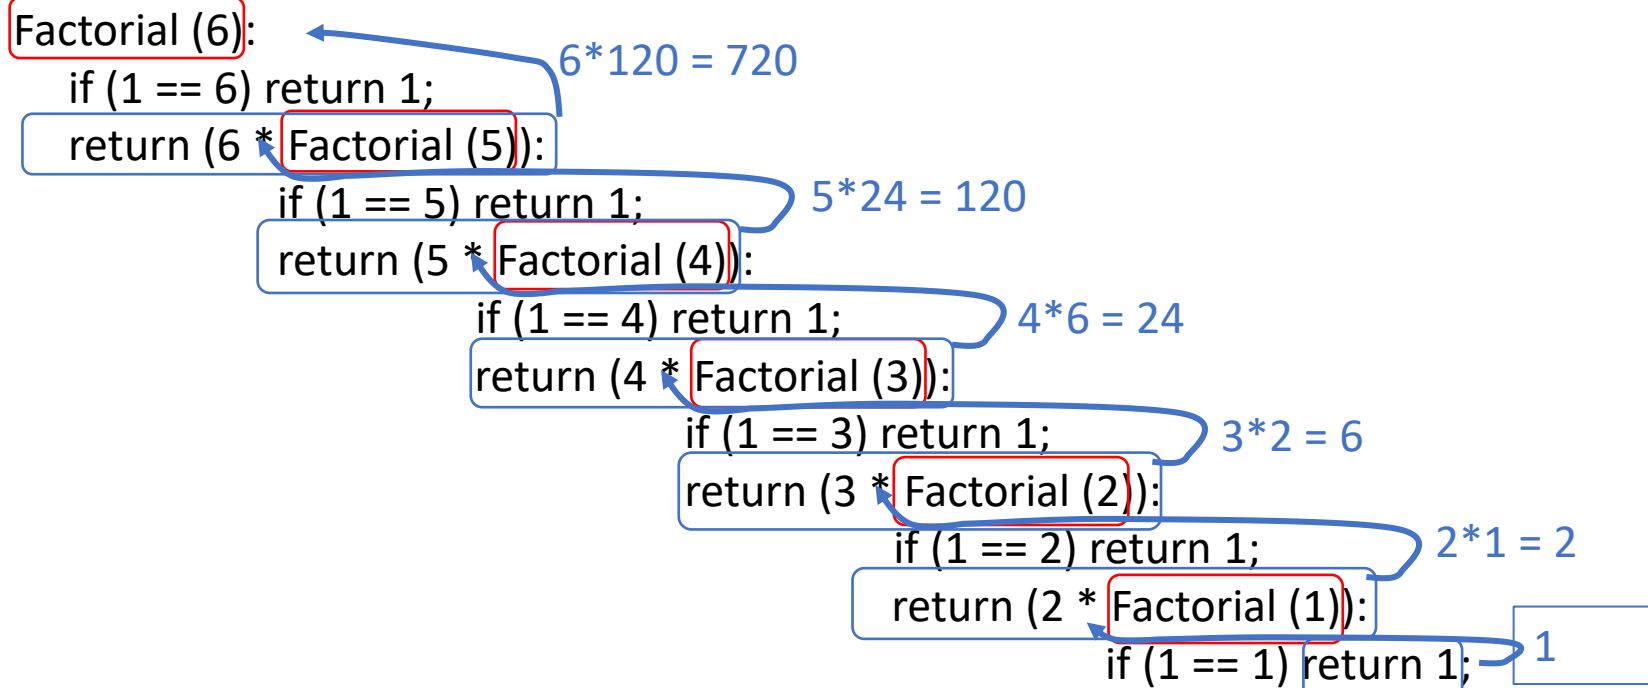 Factorial (6):
6*120 = 720
if (1 == 6) return 1;
return (6 * Factorial (5)):
if (1 == 5) return 1;
5*24 = 120
return (5 * Factorial (4)):
if (1 == 4) return 1;
4*6 = 24
return (4 * Factorial (3)):
if (1 == 3) return 1;
3*2 = 6
return (3 * Factorial (2)):
if (1 == 2) return 1;
2*1 = 2
return (2 * Factorial (1)):
if (1 == 1) return 1;
1